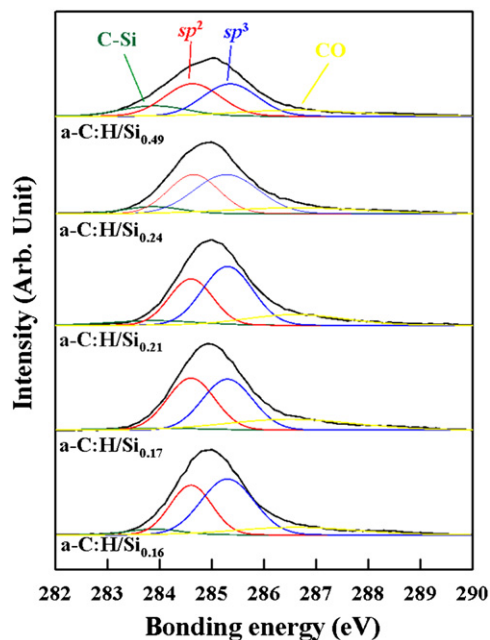 C-Si
sp²
sp³
CO
a-C:H/Si₀.₄₉
a-C:H/Si₀.₂₄
a-C:H/Si₀.₂₁
a-C:H/Si₀.₁₇
a-C:H/Si₀.₁₆
Intensity (Arb. Unit)
282 283 284 285 286 287 288 289 290
Bonding energy (eV)